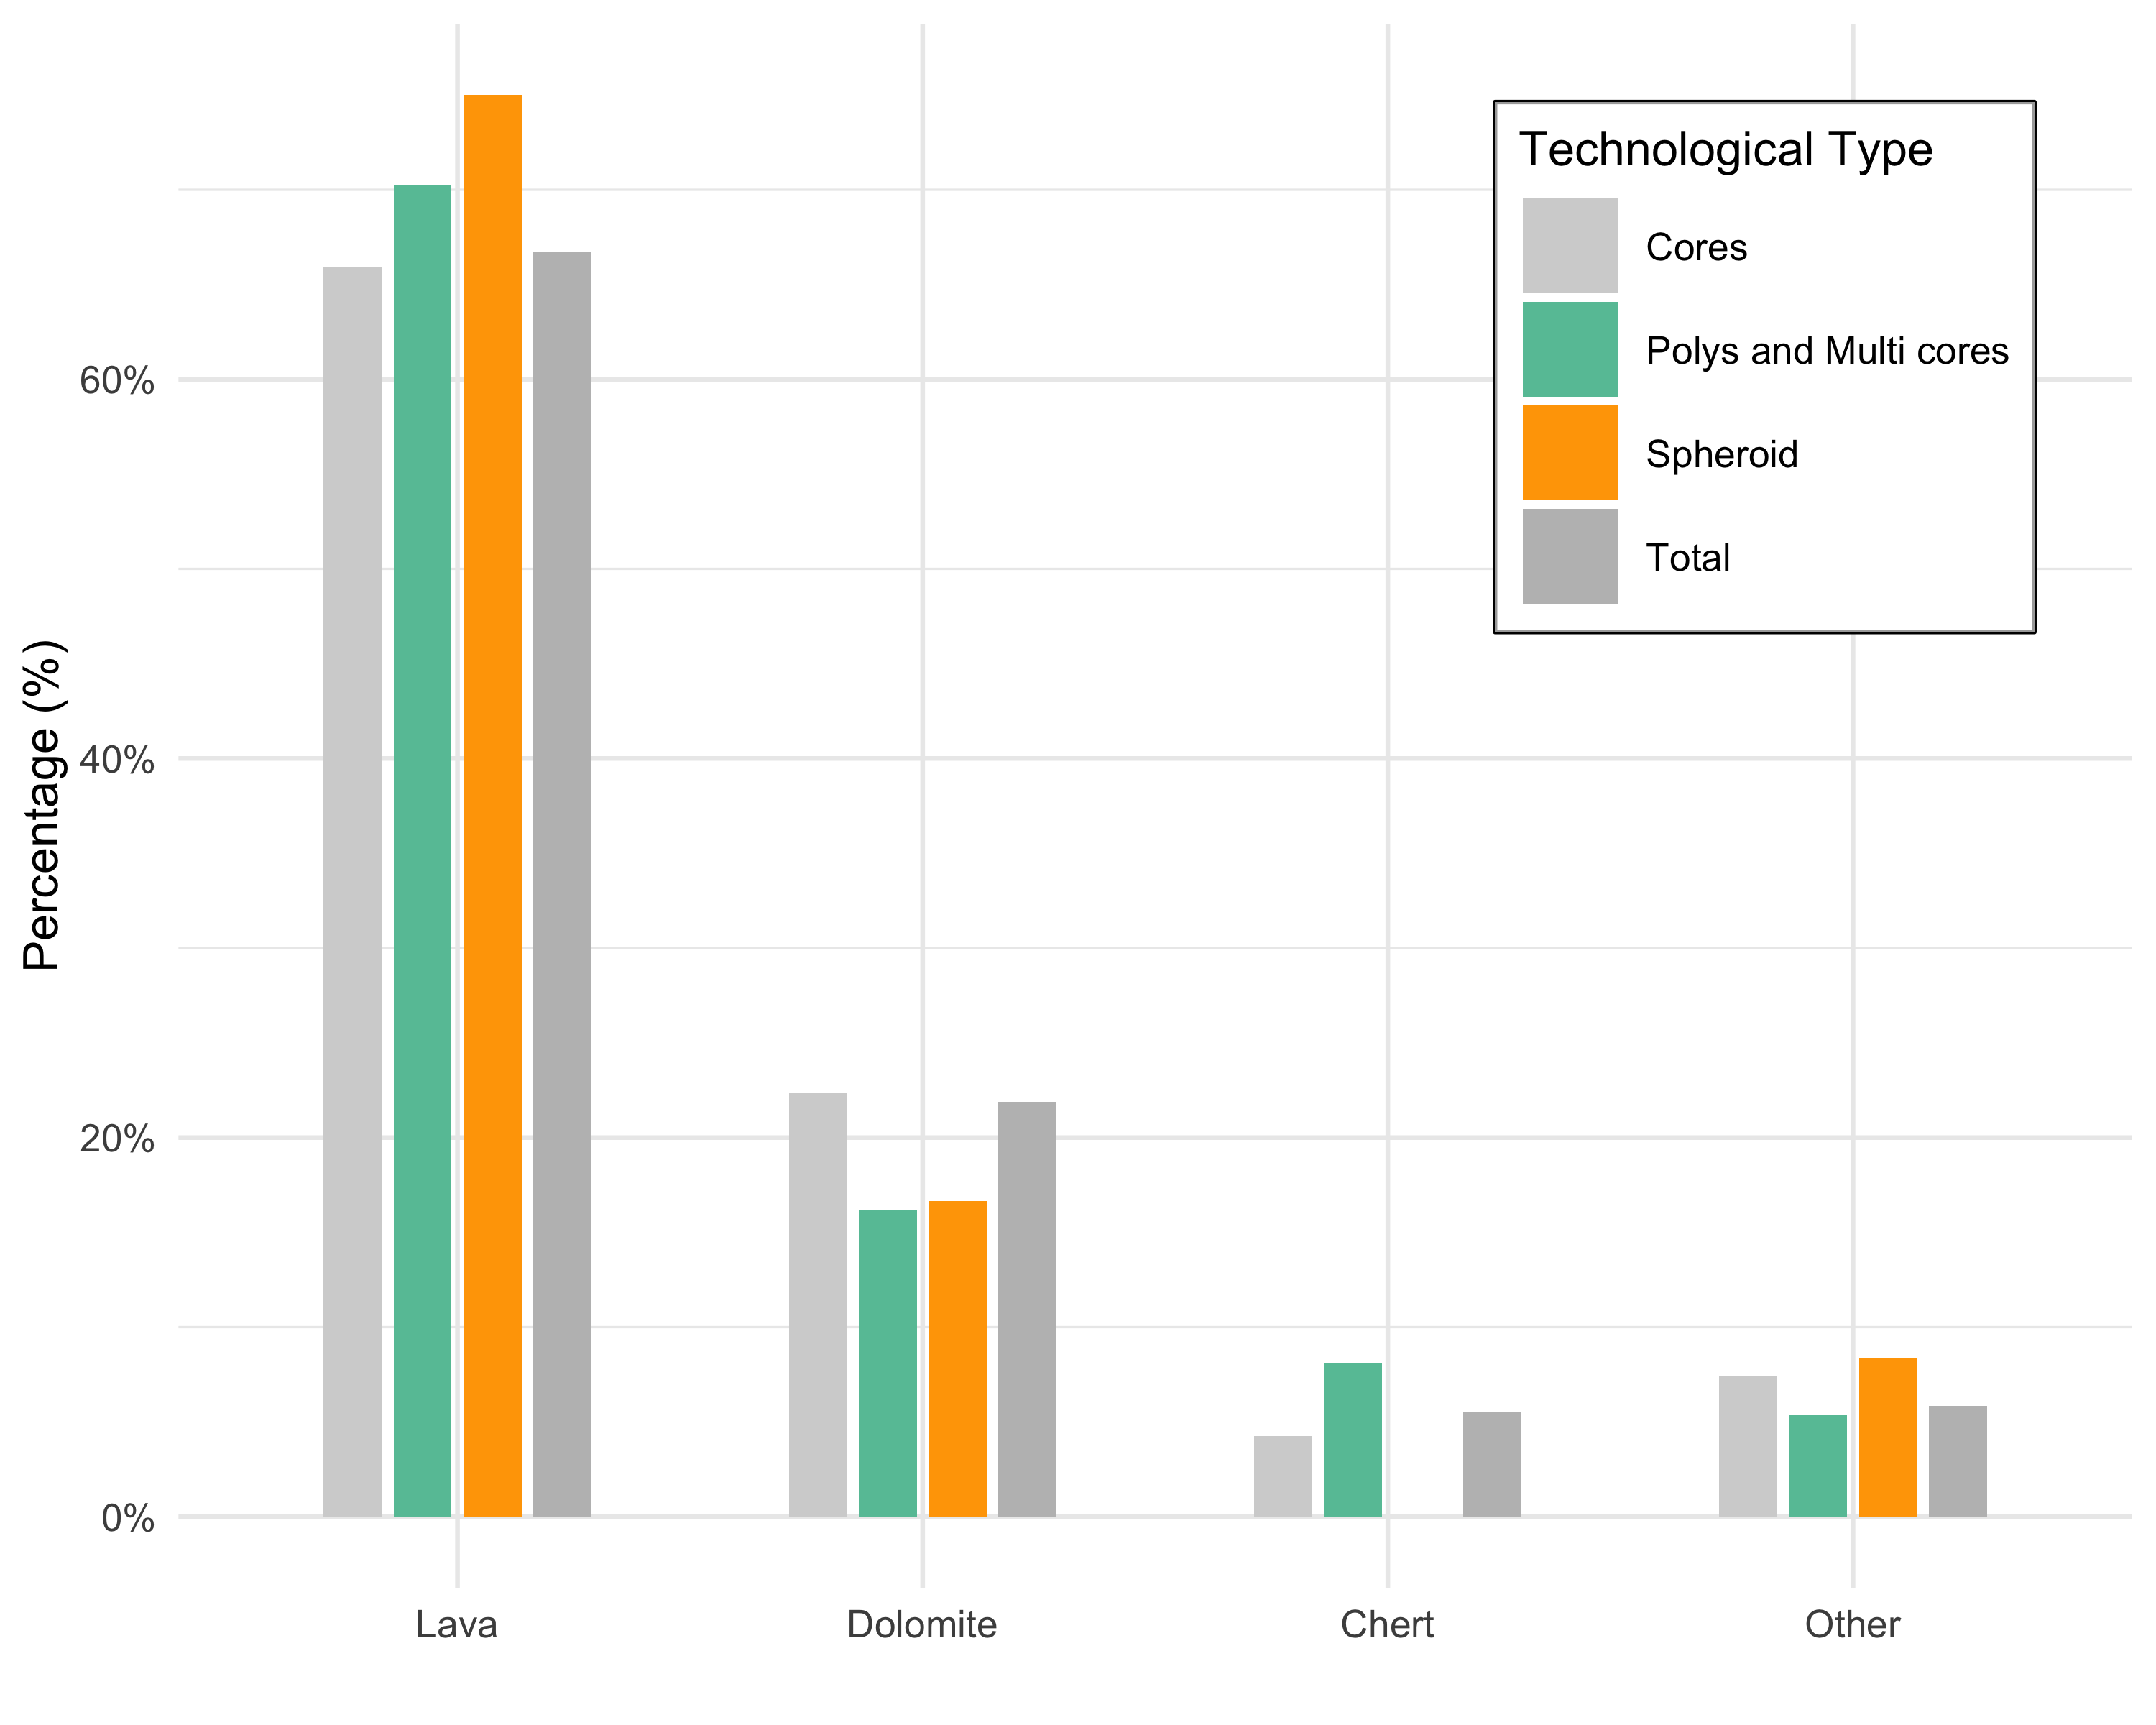 Technological Type
Cores
Polys and Multi cores
Spheroid
Total
Percentage (%)
60%
40%
20%
0%
Lava
Dolomite
Chert
Other